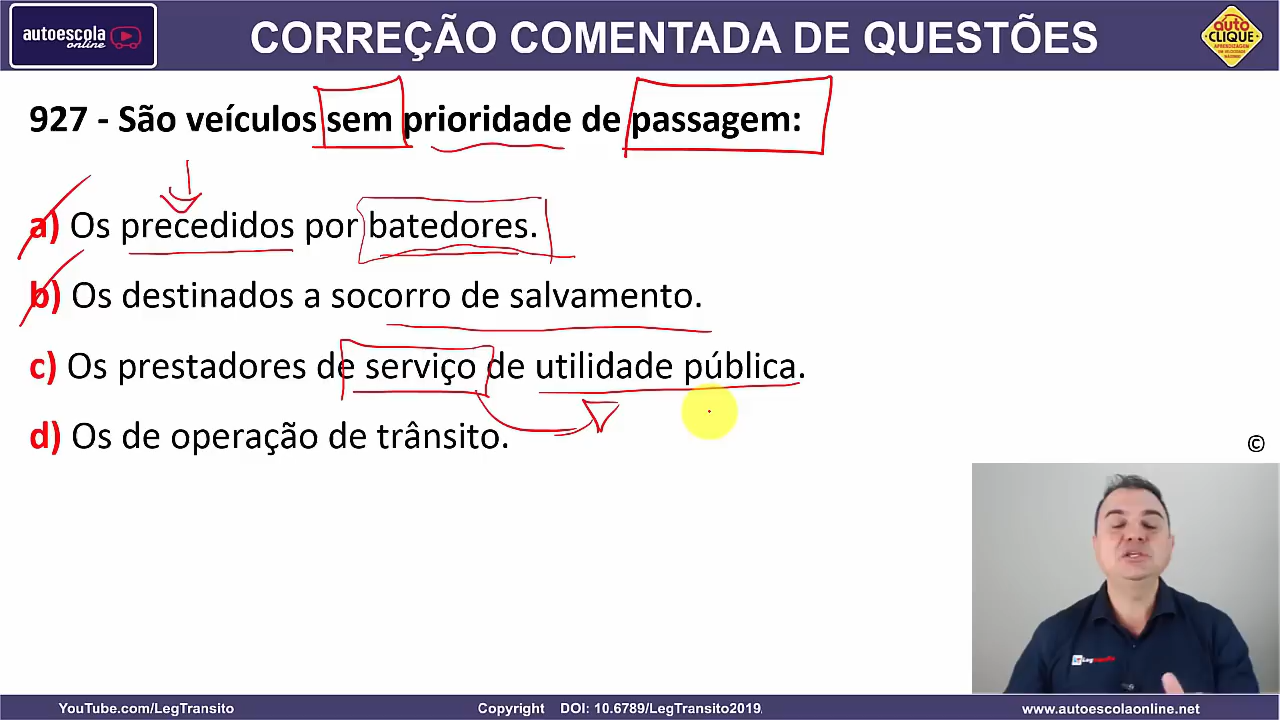 autoescola
online
CORREÇÃO COMENTADA DE QUESTÕES
auto
CLIQUE
927 - São veículos sem prioridade de passagem:
a) Os precedidos por batedores.
b) Os destinados a socorro de salvamento.
c) Os prestadores de serviço de utilidade pública.
d) Os de operação de trânsito.
©
YouTube.com/LegTransito
Copyright DOI: 10.6789/LegTransito2019.
www.autoescolaonline.net